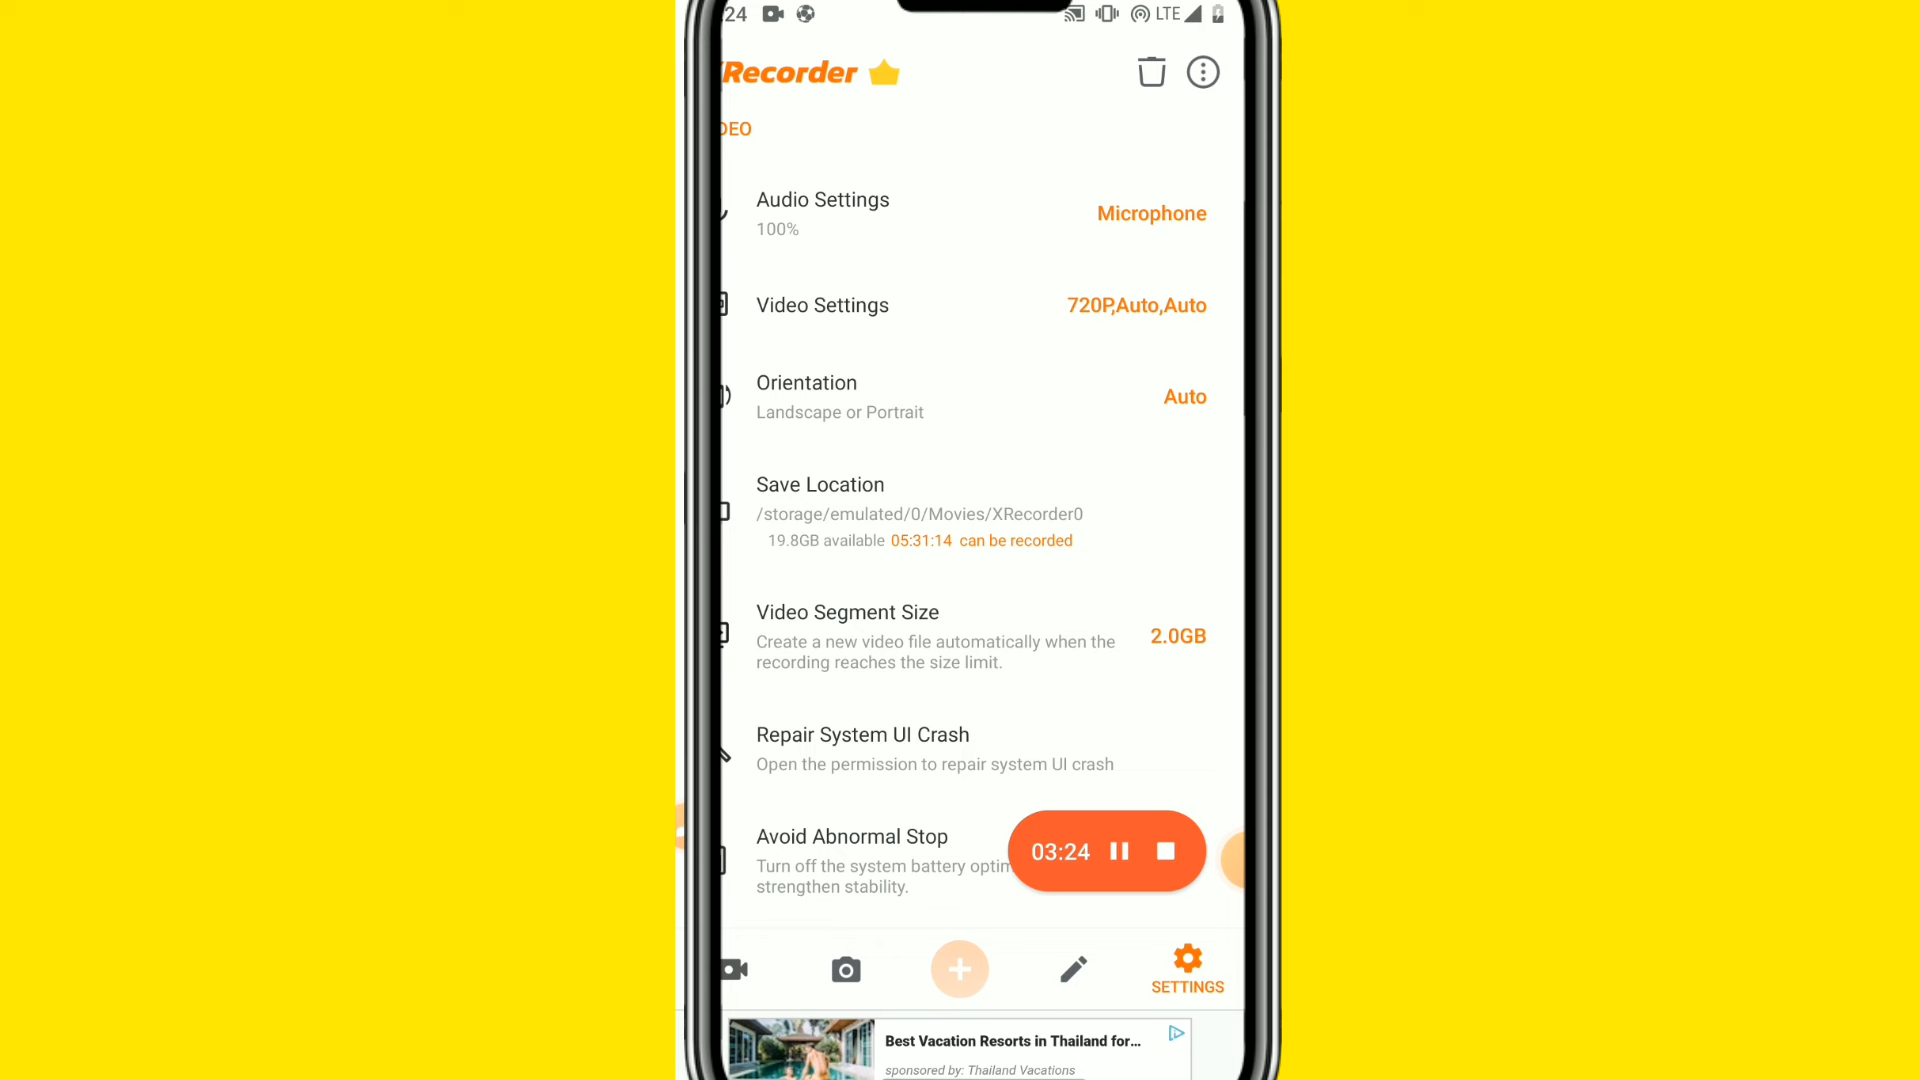 :24 LTE
XRecorder
DEO
Audio Settings
100%
Microphone
Video Settings
720P,Auto,Auto
Orientation
Landscape or Portrait
Auto
Save Location
/storage/emulated/0/Movies/XRecorder0
19.8GB available 05:31:14 can be recorded
Video Segment Size
Create a new video file automatically when the
recording reaches the size limit.
2.0GB
Repair System UI Crash
Open the permission to repair system UI crash
Avoid Abnormal Stop
Turn off the system battery optim
strengthen stability.
03:24
SETTINGS
Best Vacation Resorts in Thailand for...
sponsored by: Thailand Vacations